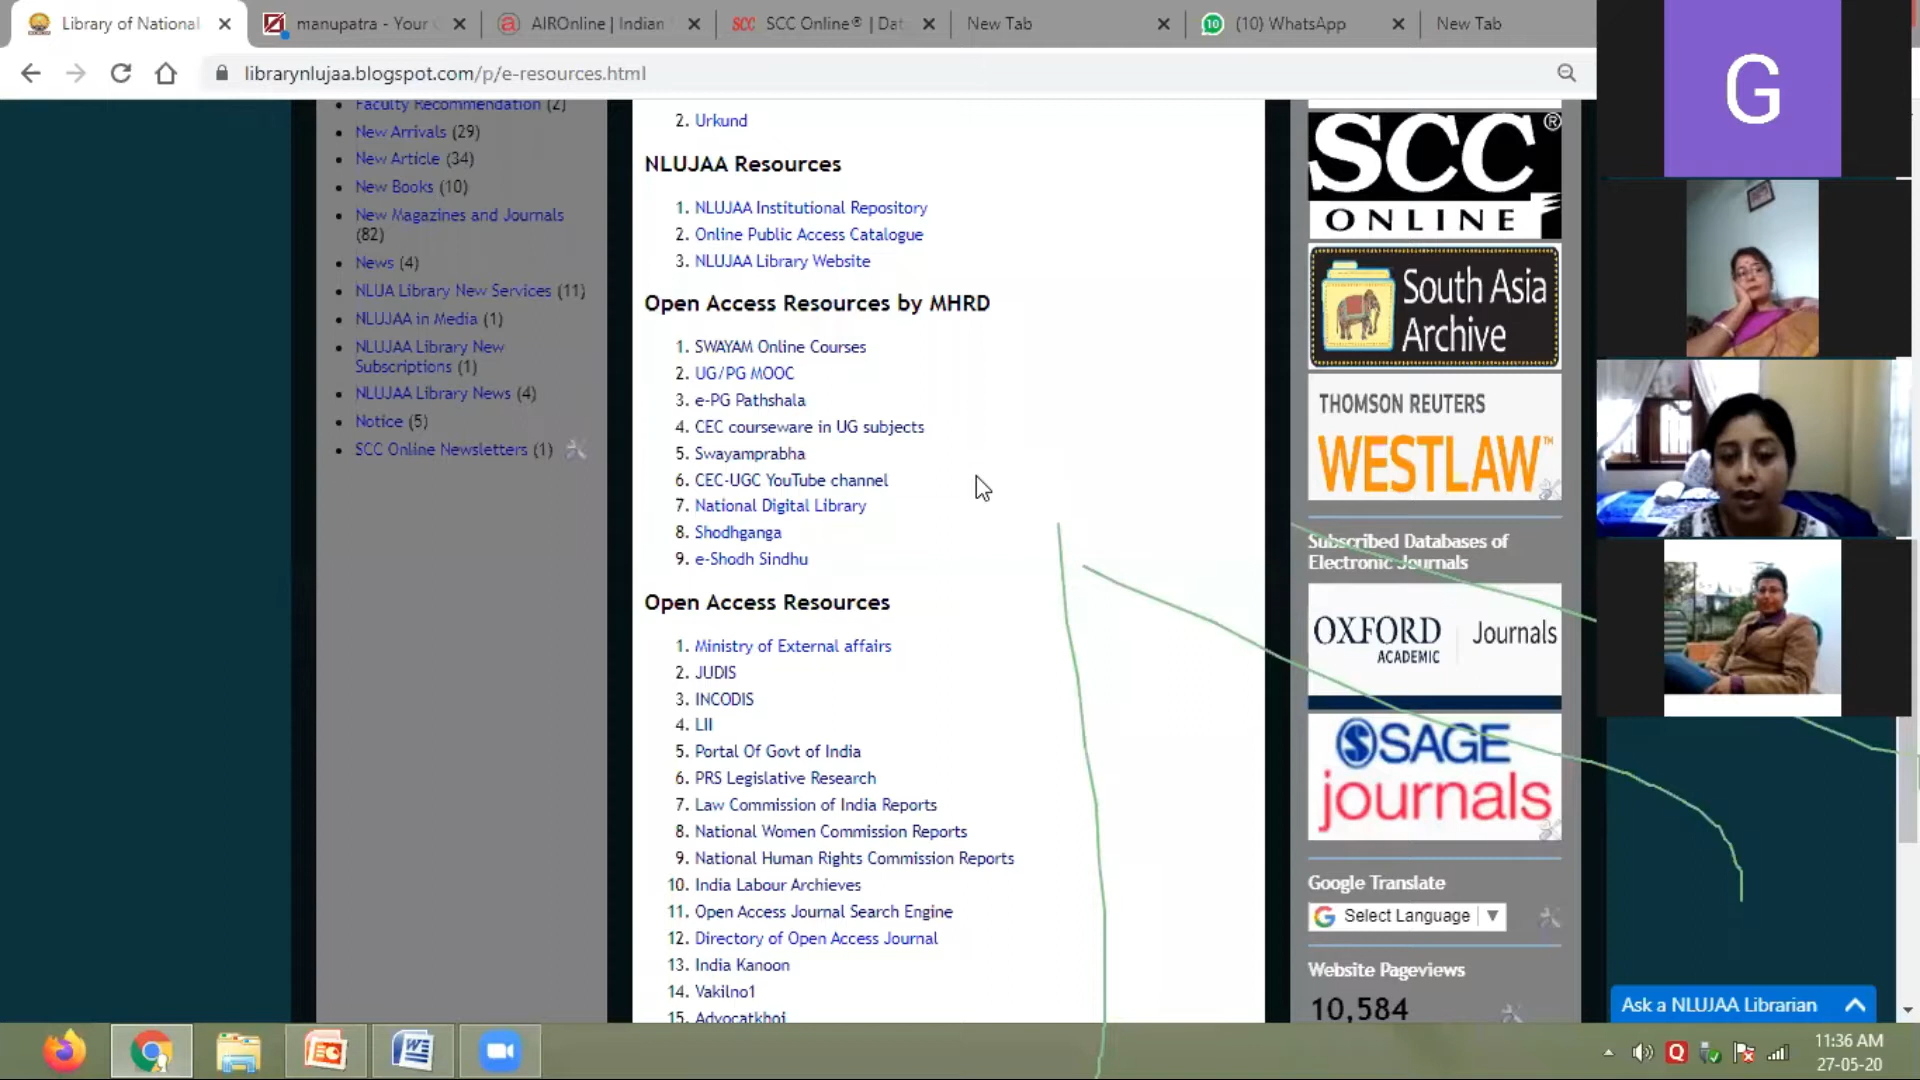 Library of National
manupatra - Your
AIROnline | Indian
SCC SCC Online® | Dat
New Tab
10 (10) WhatsApp
New Tab
librarynlujaa.blogspot.com/p/e-resources.html
Faculty Recommendation (2)
New Arrivals (29)
New Article (34)
New Books (10)
New Magazines and Journals
(82)
News (4)
NLUJA Library New Services (11)
NLUJAA in Media (1)
NLUJAA Library New
Subscriptions (1)
NLUJAA Library News (4)
Notice (5)
SCC Online Newsletters (1)
2. Urkund
NLUJAA Resources
1. NLUJAA Institutional Repository
2. Online Public Access Catalogue
3. NLUJAA Library Website
Open Access Resources by MHRD
1. SWAYAM Online Courses
2. UG/PG MOOC
3. e-PG Pathshala
4. CEC courseware in UG subjects
5. Swayamprabha
6. CEC-UGC YouTube channel
7. National Digital Library
8. Shodhganga
9. e-Shodh Sindhu
Open Access Resources
1. Ministry of External affairs
2. JUDIS
3. INCODIS
4. LII
5. Portal Of Govt of India
6. PRS Legislative Research
7. Law Commission of India Reports
8. National Women Commission Reports
9. National Human Rights Commission Reports
10. India Labour Archieves
11. Open Access Journal Search Engine
12. Directory of Open Access Journal
13. India Kanoon
14. Vakilno1
15. Advocatkhoj
SCC®
ONLINE
South Asia
Archive
THOMSON REUTERS
WESTLAW™
Subscribed Databases of
Electronic Journals
OXFORD
ACADEMIC
Journals
SAGE
journals
Google Translate
G Select Language ▼
Website Pageviews
10,584
G
Ask a NLUJAA Librarian
11:36 AM
27-05-20